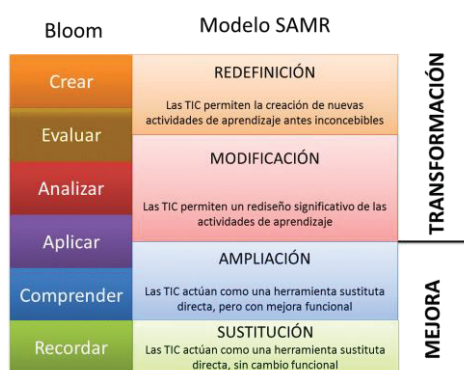 Bloom
Modelo SAMR
Crear
Evaluar
Analizar
Aplicar
Comprender
Recordar
REDEFINICIÓN
Las TIC permiten la creación de nuevas
actividades de aprendizaje antes inconcebibles
MODIFICACIÓN
Las TIC permiten un rediseño significativo de las
actividades de aprendizaje
AMPLIACIÓN
Las TIC actúan como una herramienta sustituta
directa, pero con mejora funcional
SUSTITUCIÓN
Las TIC actúan como una herramienta sustituta
directa, sin cambio funcional
TRANSFORMACIÓN
MEJORA